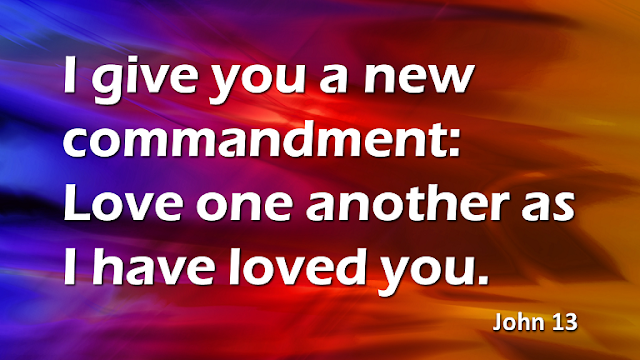 I give you a new
commandment:
Love one another as
I have loved you.
John 13